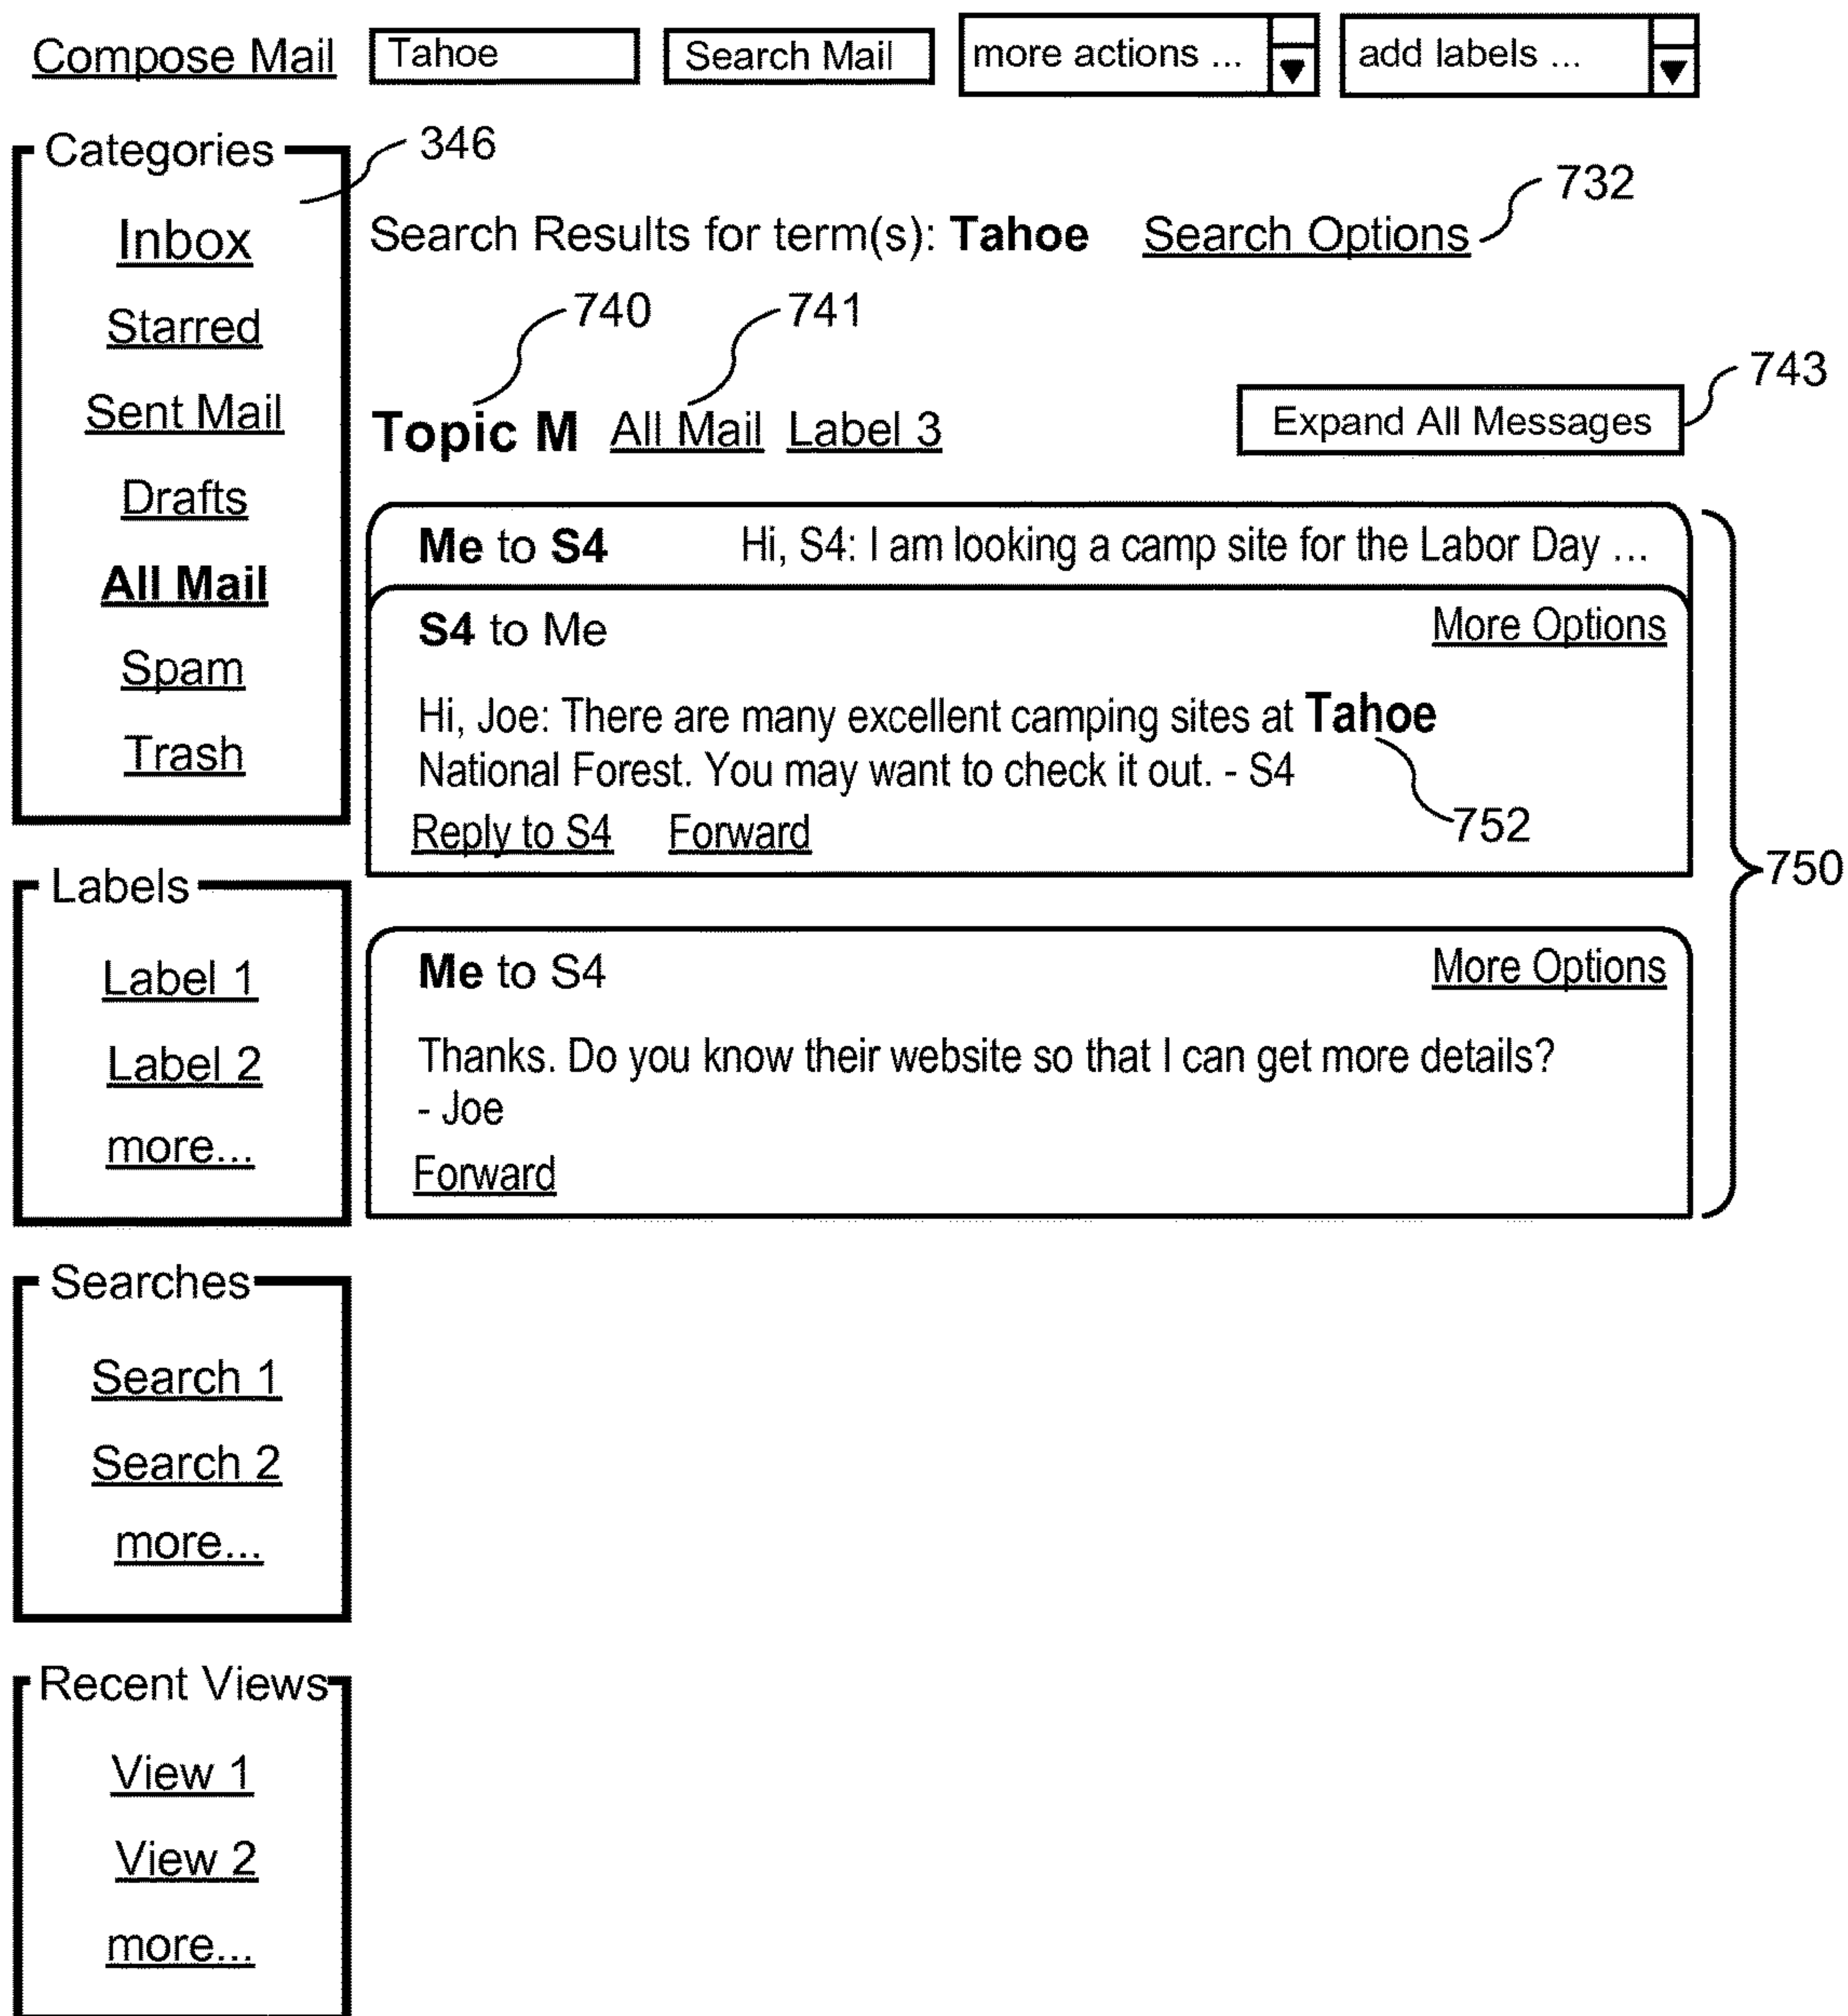 Compose Mail Tahoe Search Mail more actions ... add labels ...
Categories
346
Inbox
Starred
Sent Mail
Drafts
All Mail
Spam
Trash
Search Results for term(s): Tahoe Search Options
732
740
741
743
Topic M All Mail Label 3 Expand All Messages
Me to S4 Hi, S4: I am looking a camp site for the Labor Day ...
S4 to Me More Options
Hi, Joe: There are many excellent camping sites at Tahoe
National Forest. You may want to check it out. - S4
752
Reply to S4 Forward
750
Me to S4 More Options
Thanks. Do you know their website so that I can get more details?
- Joe
Forward
Labels
Label 1
Label 2
more...
Searches
Search 1
Search 2
more...
Recent Views
View 1
View 2
more...